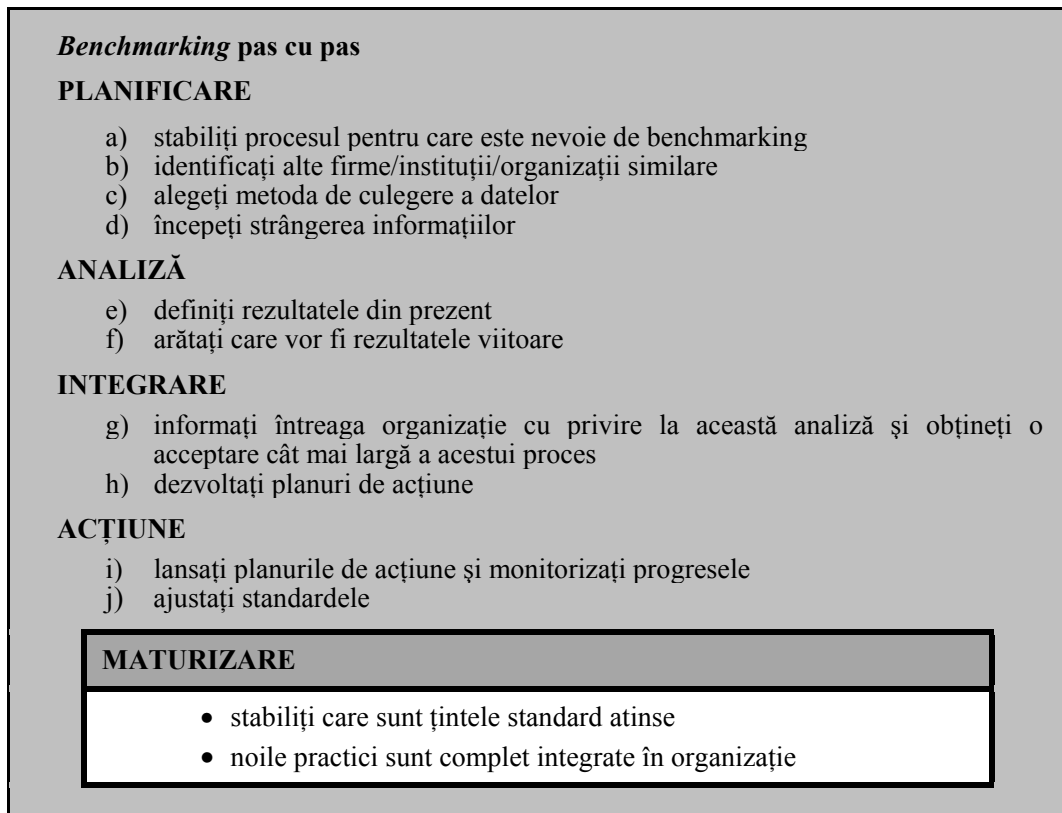 Benchmarking pas cu pas
PLANIFICARE
a) stabiliți procesul pentru care este nevoie de benchmarking
b) identificați alte firme/instituții/organizații similare
c) alegeți metoda de culegere a datelor
d) începeți strângerea informațiilor
ANALIZĂ
e) definiți rezultatele din prezent
f) arătați care vor fi rezultatele viitoare
INTEGRARE
g) informați întreaga organizație cu privire la această analiză și obțineți o
acceptare cât mai largă a acestui proces
h) dezvoltați planuri de acțiune
ACȚIUNE
i) lansați planurile de acțiune și monitorizați progresele
j) ajustați standardele
MATURIZARE
• stabiliți care sunt țintele standard atinse
• noile practici sunt complet integrate în organizație